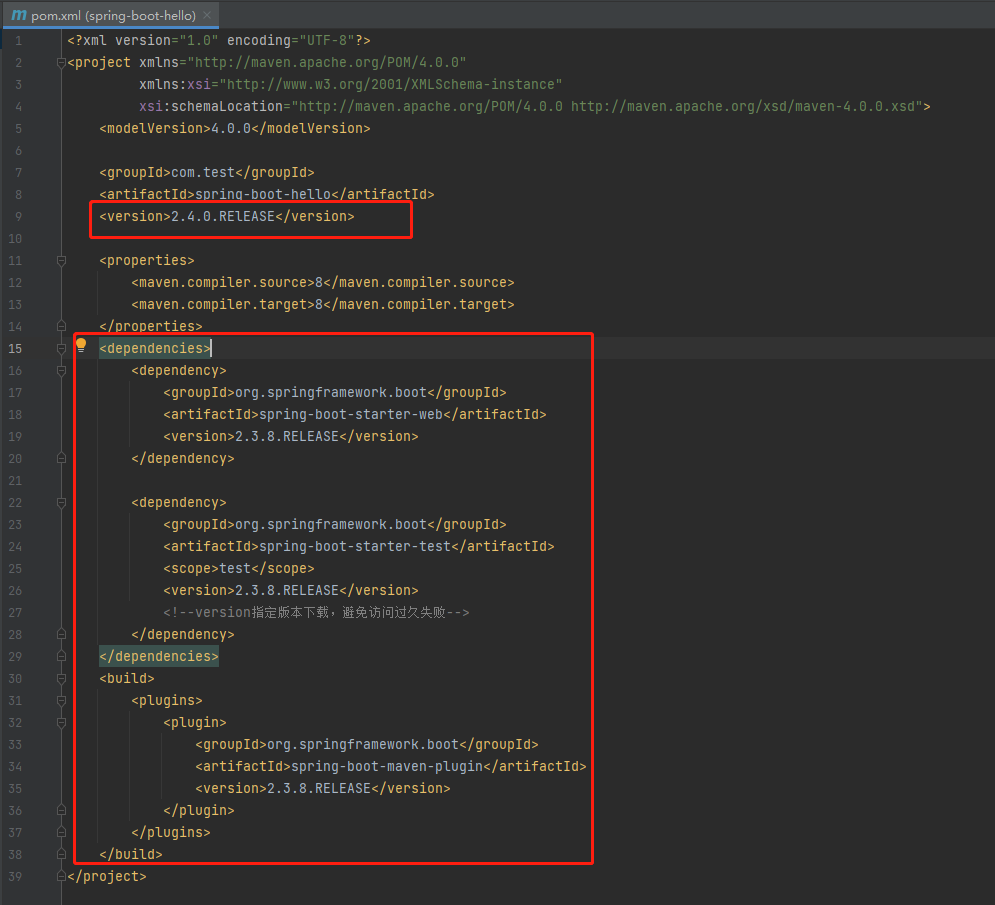 pom.xml (spring-boot-hello)
1 <?xml version="1.0" encoding="UTF-8"?>
2 <project xmlns="http://maven.apache.org/POM/4.0.0"
3 xmlns:xsi="http://www.w3.org/2001/XMLSchema-instance"
4 xsi:schemaLocation="http://maven.apache.org/POM/4.0.0 http://maven.apache.org/xsd/maven-4.0.0.xsd">
5 <modelVersion>4.0.0</modelVersion>
6
7 <groupId>com.test</groupId>
8 <artifactId>spring-boot-hello</artifactId>
9 <version>2.4.0.RElEASE</version>
10
11 <properties>
12 <maven.compiler.source>8</maven.compiler.source>
13 <maven.compiler.target>8</maven.compiler.target>
14 </properties>
15 <dependencies>
16 <dependency>
17 <groupId>org.springframework.boot</groupId>
18 <artifactId>spring-boot-starter-web</artifactId>
19 <version>2.3.8.RELEASE</version>
20 </dependency>
21
22 <dependency>
23 <groupId>org.springframework.boot</groupId>
24 <artifactId>spring-boot-starter-test</artifactId>
25 <scope>test</scope>
26 <version>2.3.8.RELEASE</version>
27 <!--version指定版本下载，避免访问过久失败-->
28 </dependency>
29 </dependencies>
30 <build>
31 <plugins>
32 <plugin>
33 <groupId>org.springframework.boot</groupId>
34 <artifactId>spring-boot-maven-plugin</artifactId>
35 <version>2.3.8.RELEASE</version>
36 </plugin>
37 </plugins>
38 </build>
39 </project>